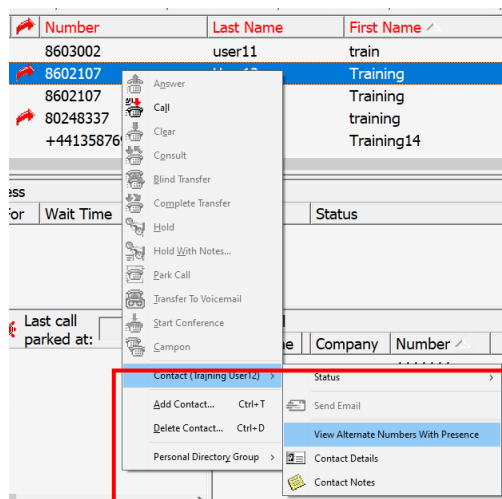 Number Last Name First Name
8603002 user11 train
8602107 Training
8602107 Training
80248337 training
Training14
Answer
Call
Clear
Consult
Blind Transfer
Complete Transfer
Hold
Hold With Notes...
Park Call
Transfer To Voicemail
Start Conference
Campon
Contact (Training User12)
Add Contact... Ctrl+T
Delete Contact... Ctrl+D
Personal Directory Group
Wait Time Status
Last call
parked at:
Company Number
Status
Send Email
View Alternate Numbers With Presence
Contact Details
Contact Notes